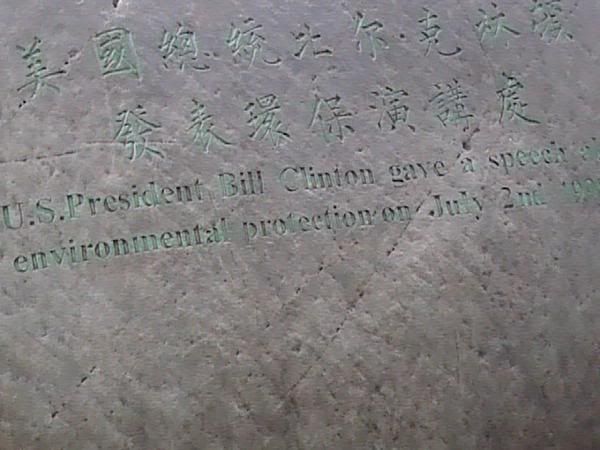 美國總統比尔克林頓
發表環保演講處
U.S.President Bill Clinton gave a speech
environmental protection on July 2nd